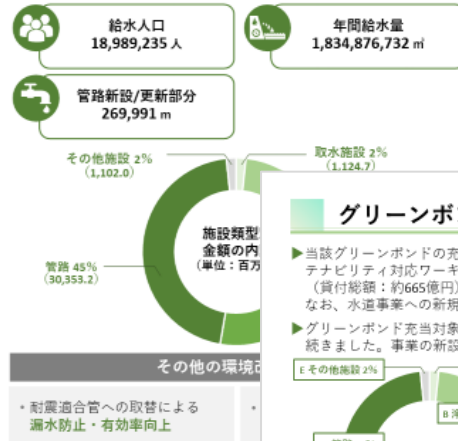 給水人口
18,989,235 人
年間給水量
1,834,876,732 ㎥
管路新設/更新部分
269,991 m
その他施設 2%
(1,102.0)
取水施設 2%
(1,124.7)
施設類型
金額の内
(単位：百万
管路 45%
(30,353.2)
その他の環境改
・耐震適合管への取替による
漏水防止・有効率向上
・
グリーンボ
▶当該グリーンボンドの充
テナビリティ対応ワーキ
（貸付総額：約665億円）
なお、水道事業への新規
▶グリーンボンド充当対象
続きました。事業の新設
E その他施設 2%
B 浄